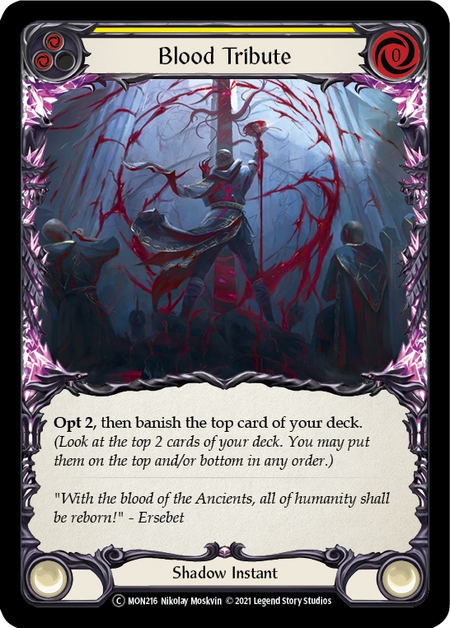 Blood Tribute
0
Opt 2, then banish the top card of your deck.
(Look at the top 2 cards of your deck. You may put
them on the top and/or bottom in any order.)
"With the blood of the Ancients, all of humanity shall
be reborn!" - Ersebet
Shadow Instant
C MON216 Nikolay Moskvin © 2021 Legend Story Studios